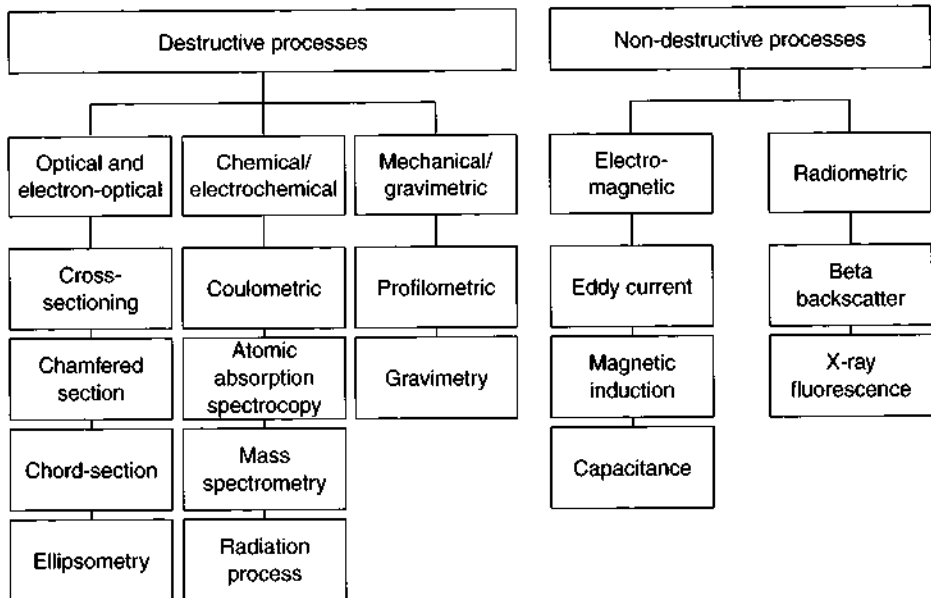 Destructive processes
Non-destructive processes
Optical and
electron-optical
Chemical/
electrochemical
Mechanical/
gravimetric
Electro-
magnetic
Radiometric
Cross-
sectioning
Coulometric
Profilometric
Eddy current
Beta
backscatter
Chamfered
section
Atomic
absorption
spectrocopy
Gravimetry
Magnetic
induction
X-ray
fluorescence
Chord-section
Mass
spectrometry
Capacitance
Ellipsometry
Radiation
process